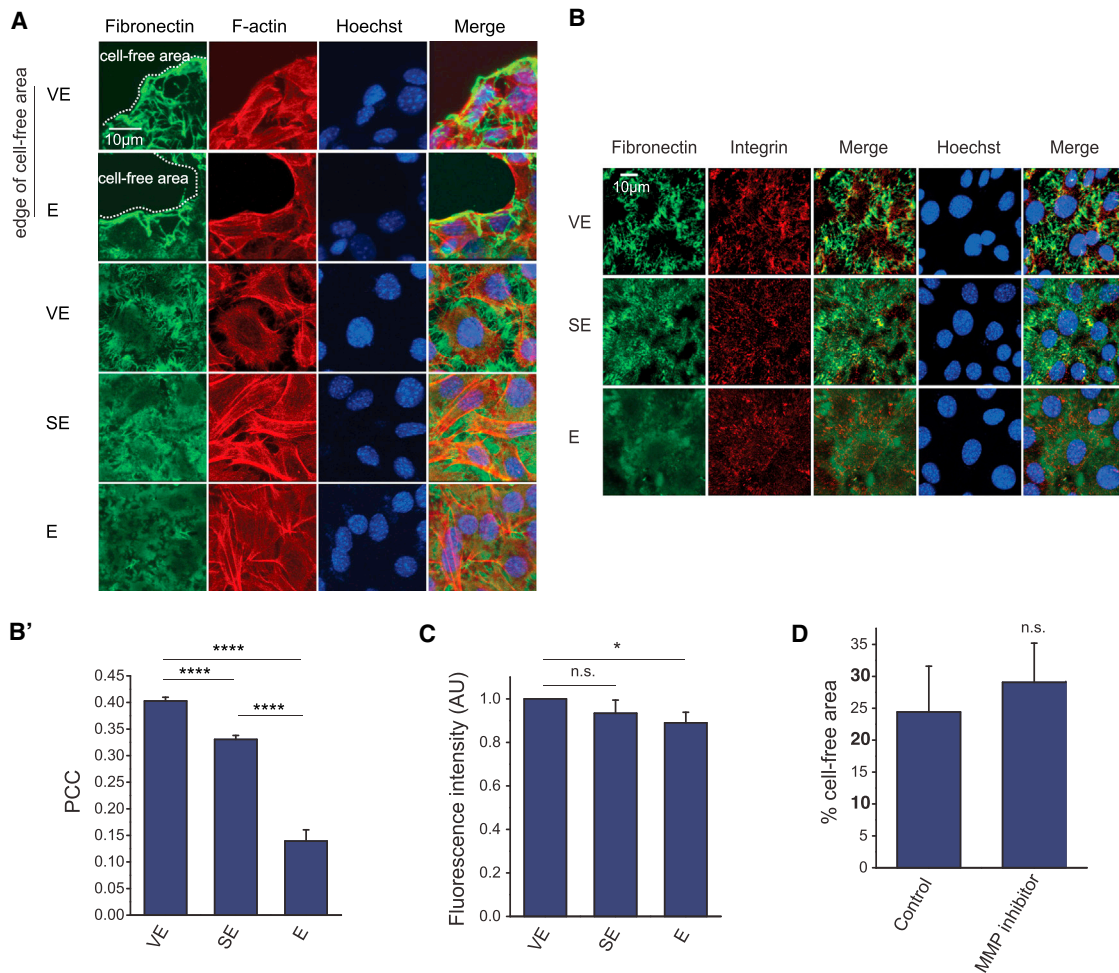 A
Fibronectin F-actin Hoechst Merge
edge of cell-free area
VE
cell-free area
10µm
E
cell-free area
VE
SE
E
B
Fibronectin Integrin Merge Hoechst Merge
10µm
VE
SE
E
B’
****
****
****
PCC
0.45
0.40
0.35
0.30
0.25
0.20
0.15
0.10
0.05
0.00
VE SE E
C
*
n.s.
Fluorescence intensity (AU)
1.0
0.8
0.6
0.4
0.2
0.0
VE SE E
D
n.s.
% cell-free area
35
30
25
20
15
10
5
0
Control MMP inhibitor